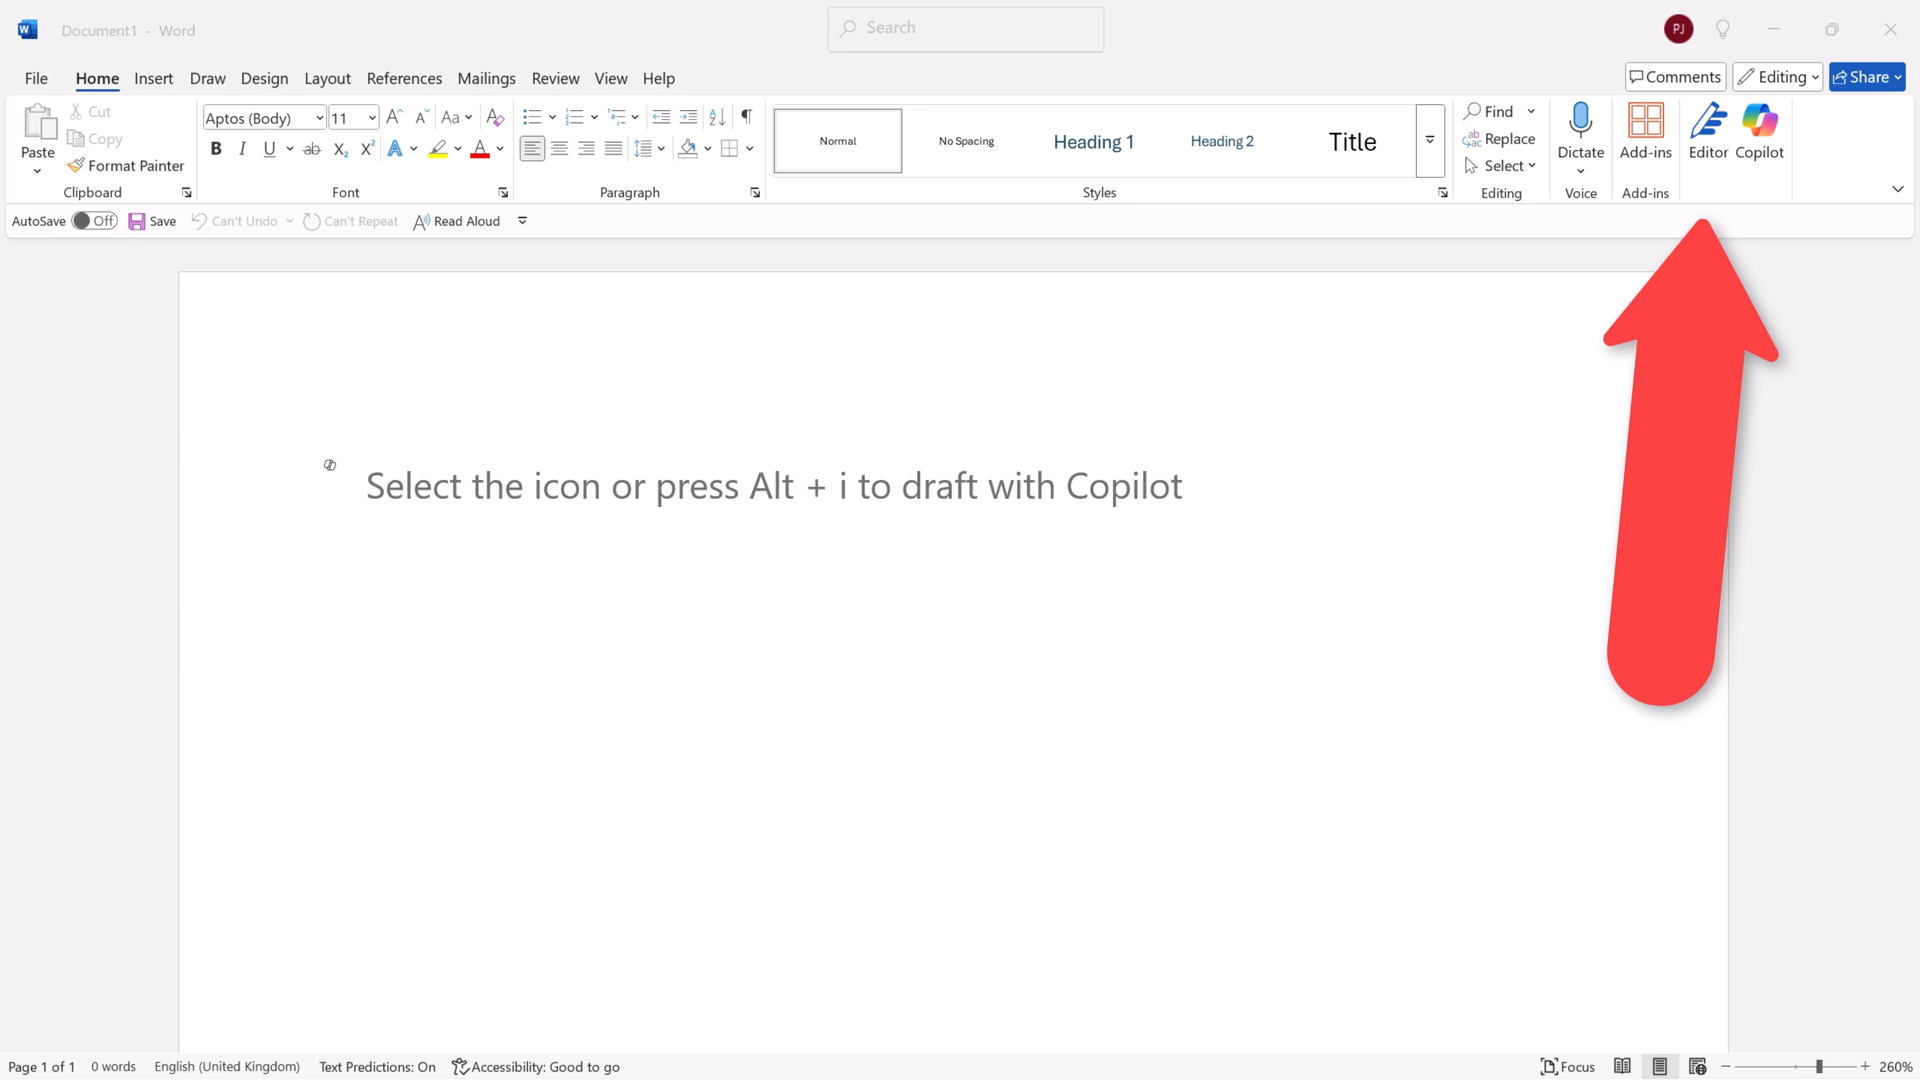 Document1 - Word
Search
PJ
File Home Insert Draw Design Layout References Mailings Review View Help
Comments Editing Share
Paste
Cut
Copy
Format Painter
Clipboard
Aptos (Body) 11
Font
Paragraph
Normal No Spacing Heading 1 Heading 2 Title
Styles
Find
Replace
Select
Editing
Dictate
Voice
Add-ins
Add-ins
Editor
Copilot
AutoSave Off Save Can't Undo Can't Repeat Read Aloud
Select the icon or press Alt + i to draft with Copilot
Page 1 of 1 0 words English (United Kingdom) Text Predictions: On Accessibility: Good to go Focus 260%